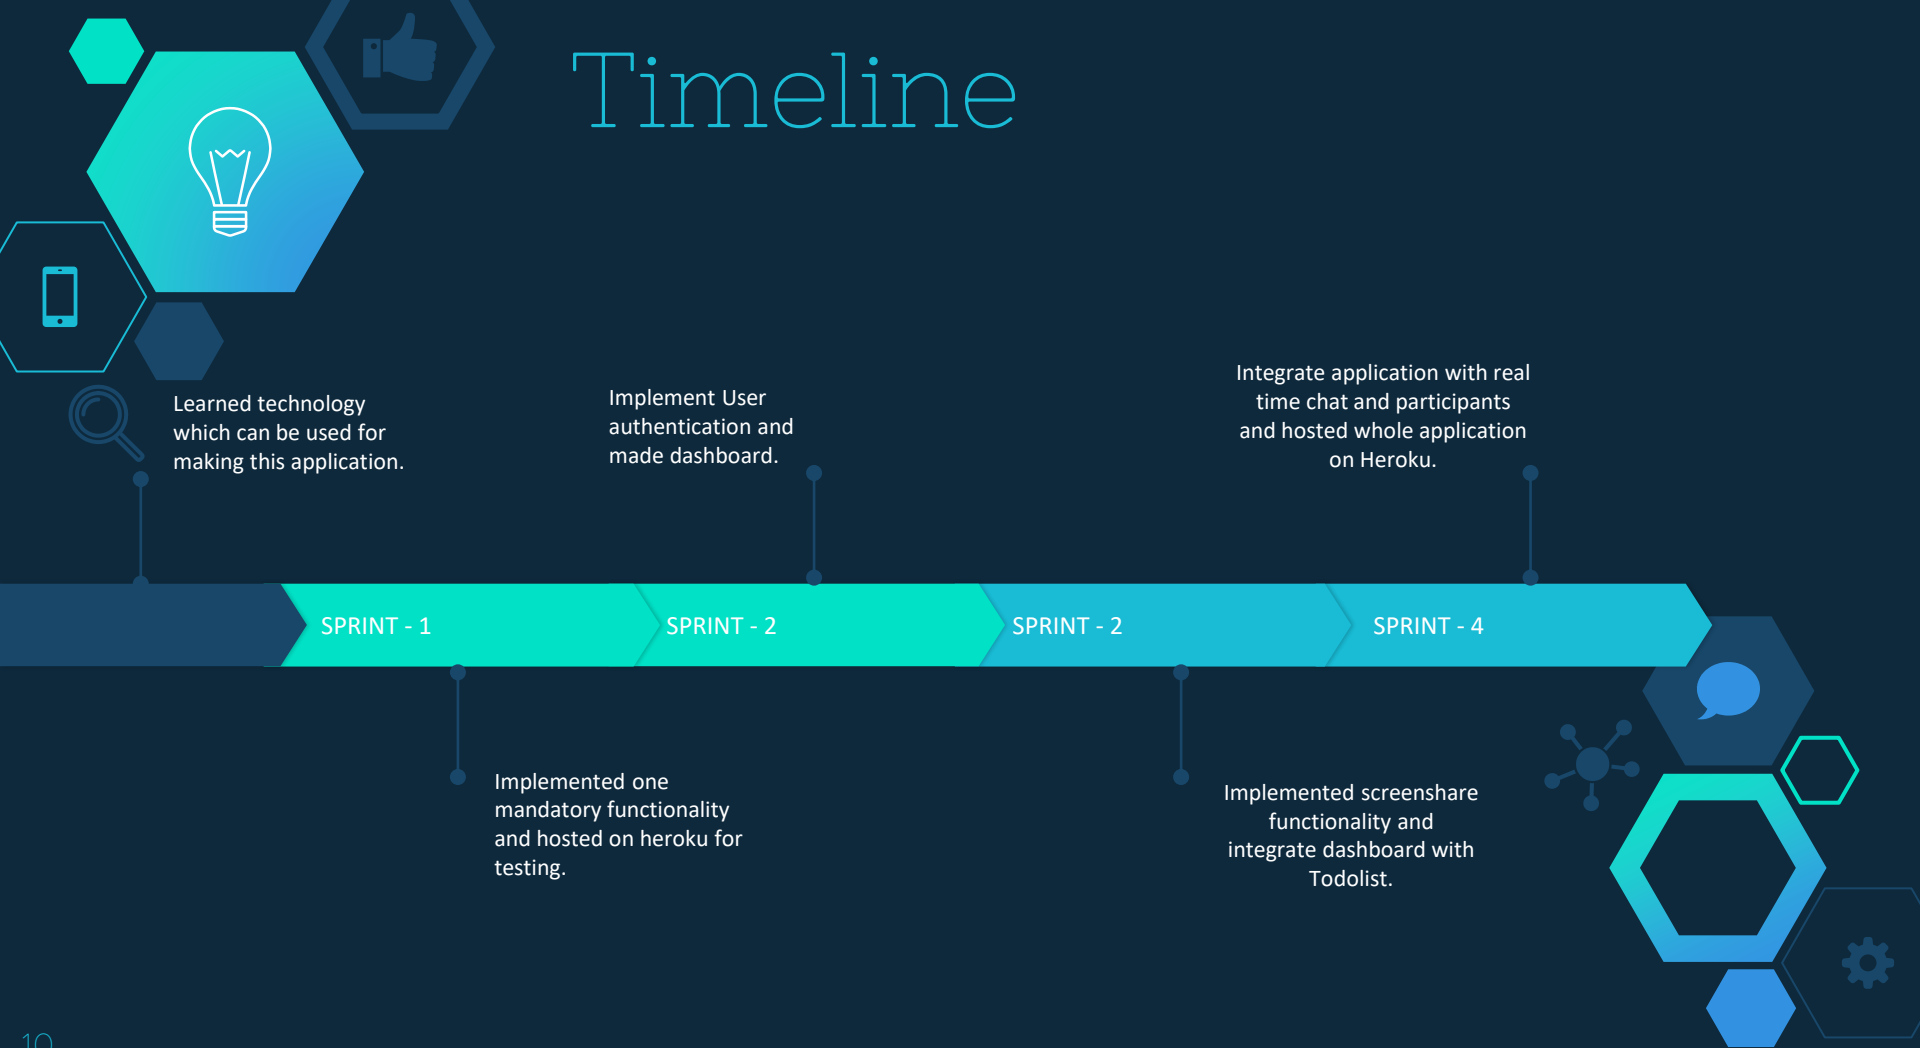 Timeline
Learned technology
which can be used for
making this application.
Implement User
authentication and
made dashboard.
Integrate application with real
time chat and participants
and hosted whole application
on Heroku.
SPRINT - 1
SPRINT - 2
SPRINT - 2
SPRINT - 4
Implemented one
mandatory functionality
and hosted on heroku for
testing.
Implemented screenshare
functionality and
integrate dashboard with
Todolist.
10